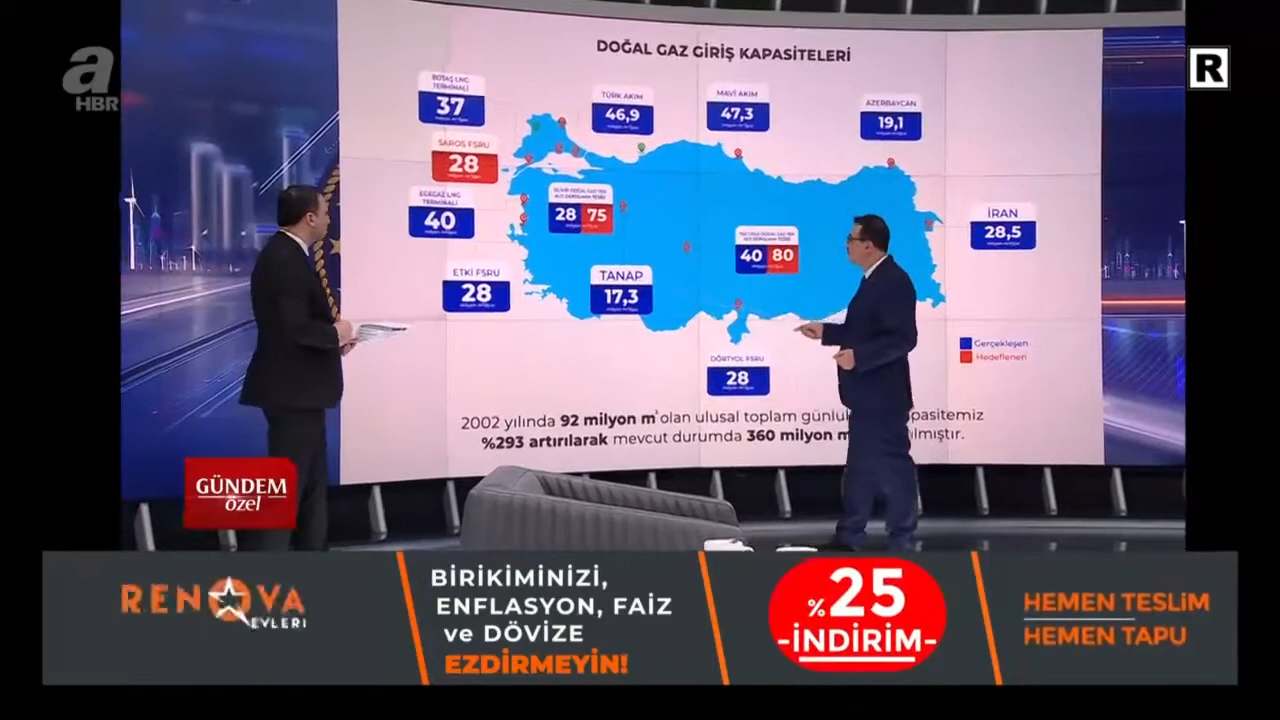 a
HBR
R
DOĞAL GAZ GİRİŞ KAPASİTELERİ
BOTAŞ LNG
TERMİNALİ
37
TÜRK AKIM
46,9
MAVİ AKIM
47,3
AZERBAYCAN
19,1
SAROS FSRU
28
EGEGAZ LNG
TERMİNALİ
40
28 75
40 80
İRAN
28,5
ETKİ FSRU
28
TANAP
17,3
DÖRTYOL FSRU
28
Gerçekleşen
Hedeflenen
2002 yılında 92 milyon m³ olan ulusal toplam
%293 artırılarak mevcut durumda 360 milyon
GÜNDEM
özel
RENOVA
EVLERİ
BİRİKİMİNİZİ,
ENFLASYON, FAİZ
ve DÖVİZE
EZDİRMEYİN!
%25
-İNDİRİM-
HEMEN TESLİM
HEMEN TAPU